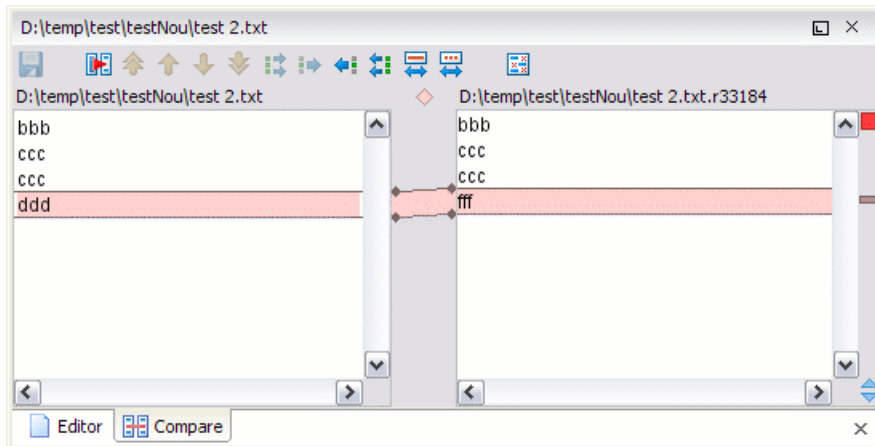 D:\temp\test\testNou\test 2.txt
D:\temp\test\testNou\test 2.txt
D:\temp\test\testNou\test 2.txt.r33184
bbb
ccc
ccc
ddd
bbb
ccc
ccc
fff
Editor
Compare